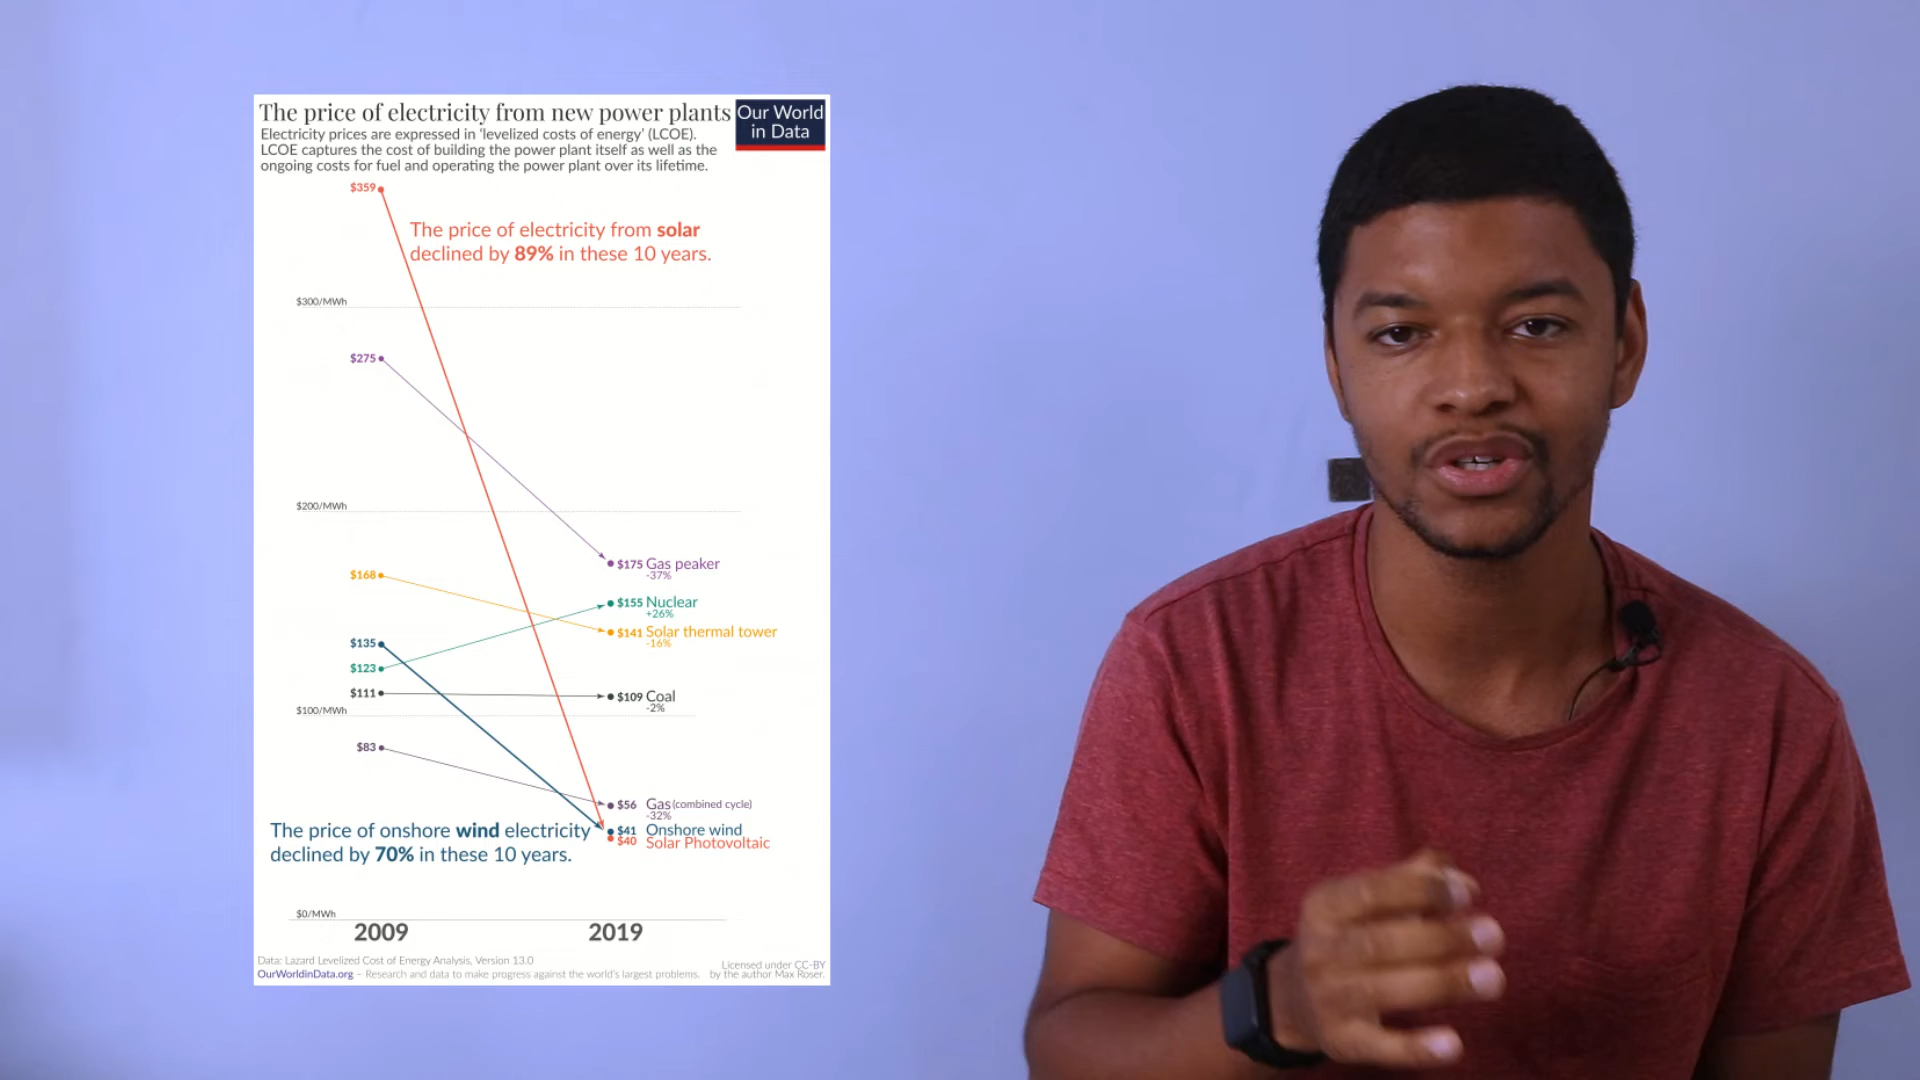 The price of electricity from new power plants
Our World
in Data
Electricity prices are expressed in 'levelized costs of energy' (LCOE).
LCOE captures the cost of building the power plant itself as well as the
ongoing costs for fuel and operating the power plant over its lifetime.
$359
The price of electricity from solar
declined by 89% in these 10 years.
$300/MWh
$275
$200/MWh
$175 Gas peaker
-37%
$168
$155 Nuclear
+26%
$141 Solar thermal tower
-16%
$135
$123
$111
$109 Coal
-2%
$100/MWh
$83
$56 Gas (combined cycle)
-32%
The price of onshore wind electricity
declined by 70% in these 10 years.
$41 Onshore wind
$40 Solar Photovoltaic
$0/MWh
2009
2019
Data: Lazard Levelized Cost of Energy Analysis, Version 13.0
OurWorldinData.org – Research and data to make progress against the world's largest problems.
Licensed under CC-BY
by the author Max Roser.